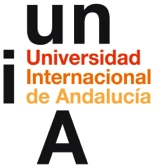 un
i
A
Universidad
Internacional
de Andalucía